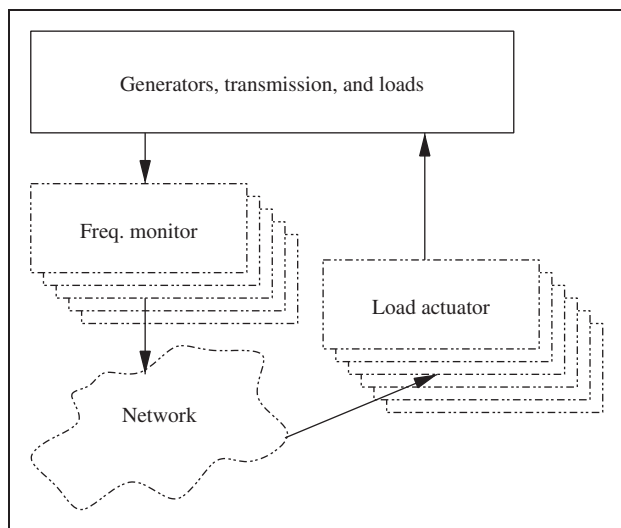 Generators, transmission, and loads
Freq. monitor
Load actuator
Network